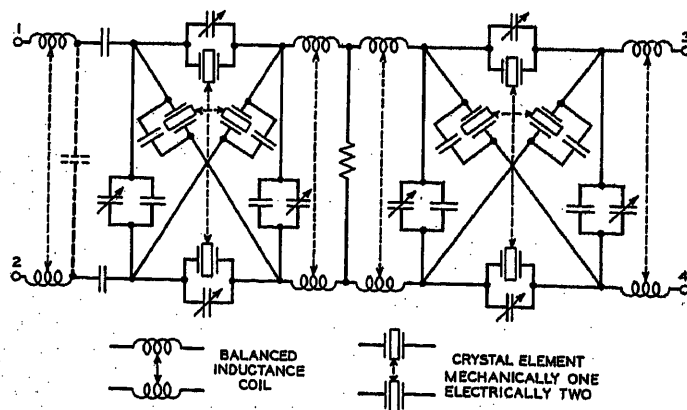 1
3
2
4
BALANCED
INDUCTANCE
COIL
CRYSTAL ELEMENT
MECHANICALLY ONE
ELECTRICALLY TWO